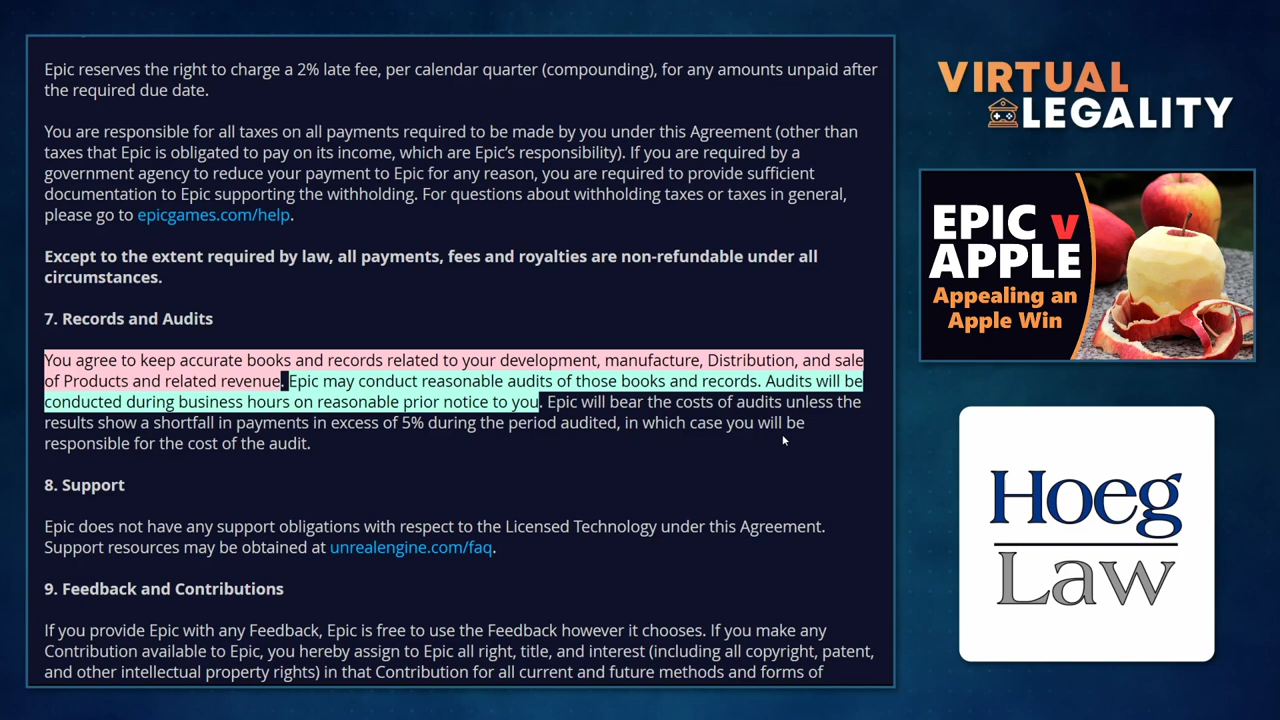 Epic reserves the right to charge a 2% late fee, per calendar quarter (compounding), for any amounts unpaid after
the required due date.
You are responsible for all taxes on all payments required to be made by you under this Agreement (other than
taxes that Epic is obligated to pay on its income, which are Epic’s responsibility). If you are required by a
government agency to reduce your payment to Epic for any reason, you are required to provide sufficient
documentation to Epic supporting the withholding. For questions about withholding taxes or taxes in general,
please go to epicgames.com/help.
Except to the extent required by law, all payments, fees and royalties are non-refundable under all
circumstances.
7. Records and Audits
You agree to keep accurate books and records related to your development, manufacture, Distribution, and sale
of Products and related revenue. Epic may conduct reasonable audits of those books and records. Audits will be
conducted during business hours on reasonable prior notice to you. Epic will bear the costs of audits unless the
results show a shortfall in payments in excess of 5% during the period audited, in which case you will be
responsible for the cost of the audit.
8. Support
Epic does not have any support obligations with respect to the Licensed Technology under this Agreement.
Support resources may be obtained at unrealengine.com/faq.
9. Feedback and Contributions
If you provide Epic with any Feedback, Epic is free to use the Feedback however it chooses. If you make any
Contribution available to Epic, you hereby assign to Epic all right, title, and interest (including all copyright, patent,
and other intellectual property rights) in that Contribution for all current and future methods and forms of
VIRTUAL
LEGALITY
EPIC v
APPLE
Appealing an
Apple Win
Hoeg
Law